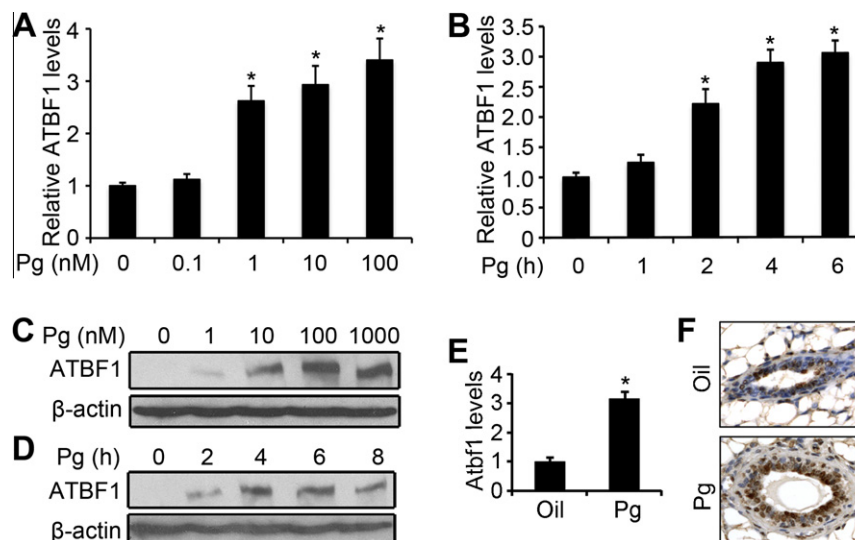 A
Relative ATBF1 levels
4
3
2
1
0
* * *
Pg (nM) 0 0.1 1 10 100
B
Relative ATBF1 levels
3.5
3.0
2.5
2.0
1.5
1.0
0.5
0
* * *
Pg (h) 0 1 2 4 6
C
Pg (nM) 0 1 10 100 1000
ATBF1
β-actin
D
Pg (h) 0 2 4 6 8
ATBF1
β-actin
E
Atbf1 levels
4
3
2
1
0
*
Oil Pg
F
Oil
Pg